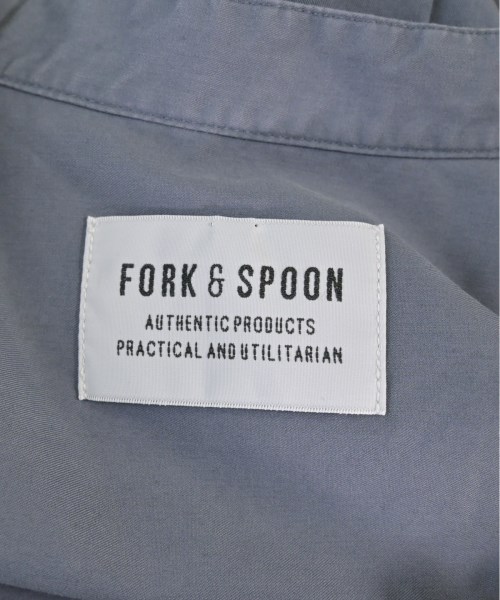 FORK & SPOON
AUTHENTIC PRODUCTS
PRACTICAL AND UTILITARIAN